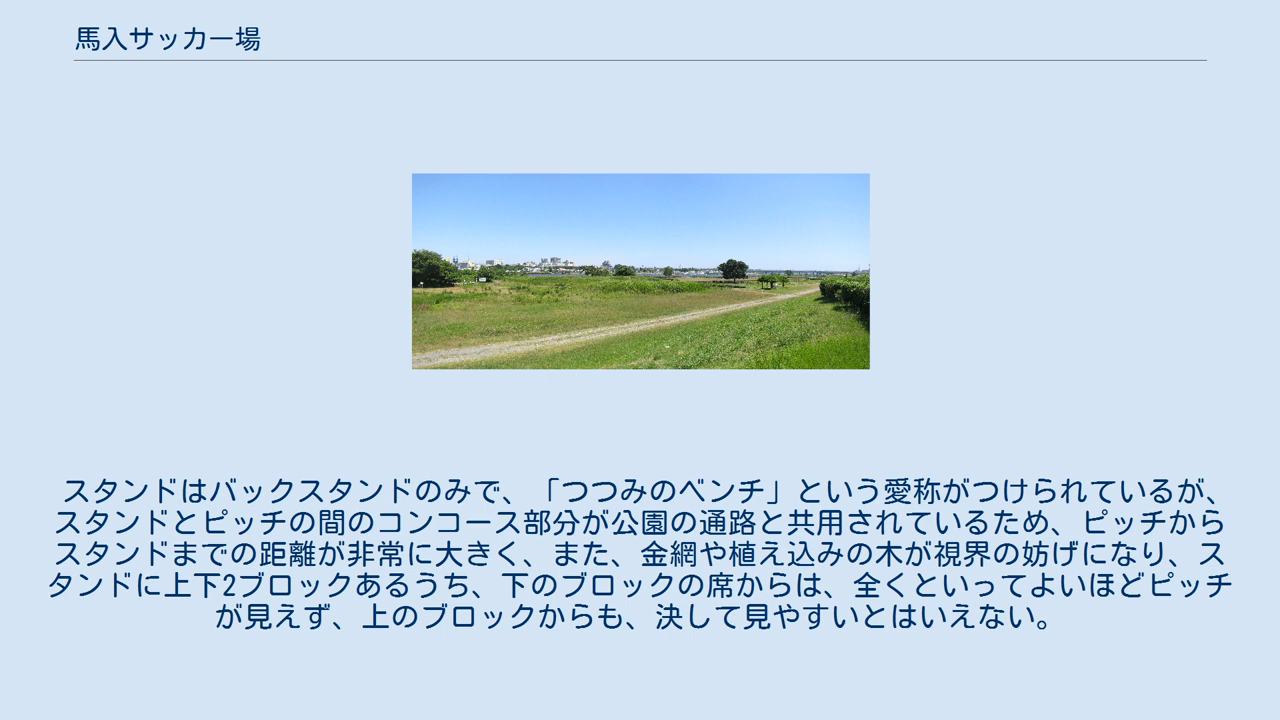 馬入サッカー場
スタンドはバックスタンドのみで、「つつみのベンチ」という愛称がつけられているが、
スタンドとピッチの間のコンコース部分が公園の通路と共用されているため、ピッチから
スタンドまでの距離が非常に大きく、また、金網や植え込みの木が視界の妨げになり、ス
タンドに上下2ブロックあるうち、下のブロックの席からは、全くといってよいほどピッチ
が見えず、上のブロックからも、決して見やすいとはいえない。